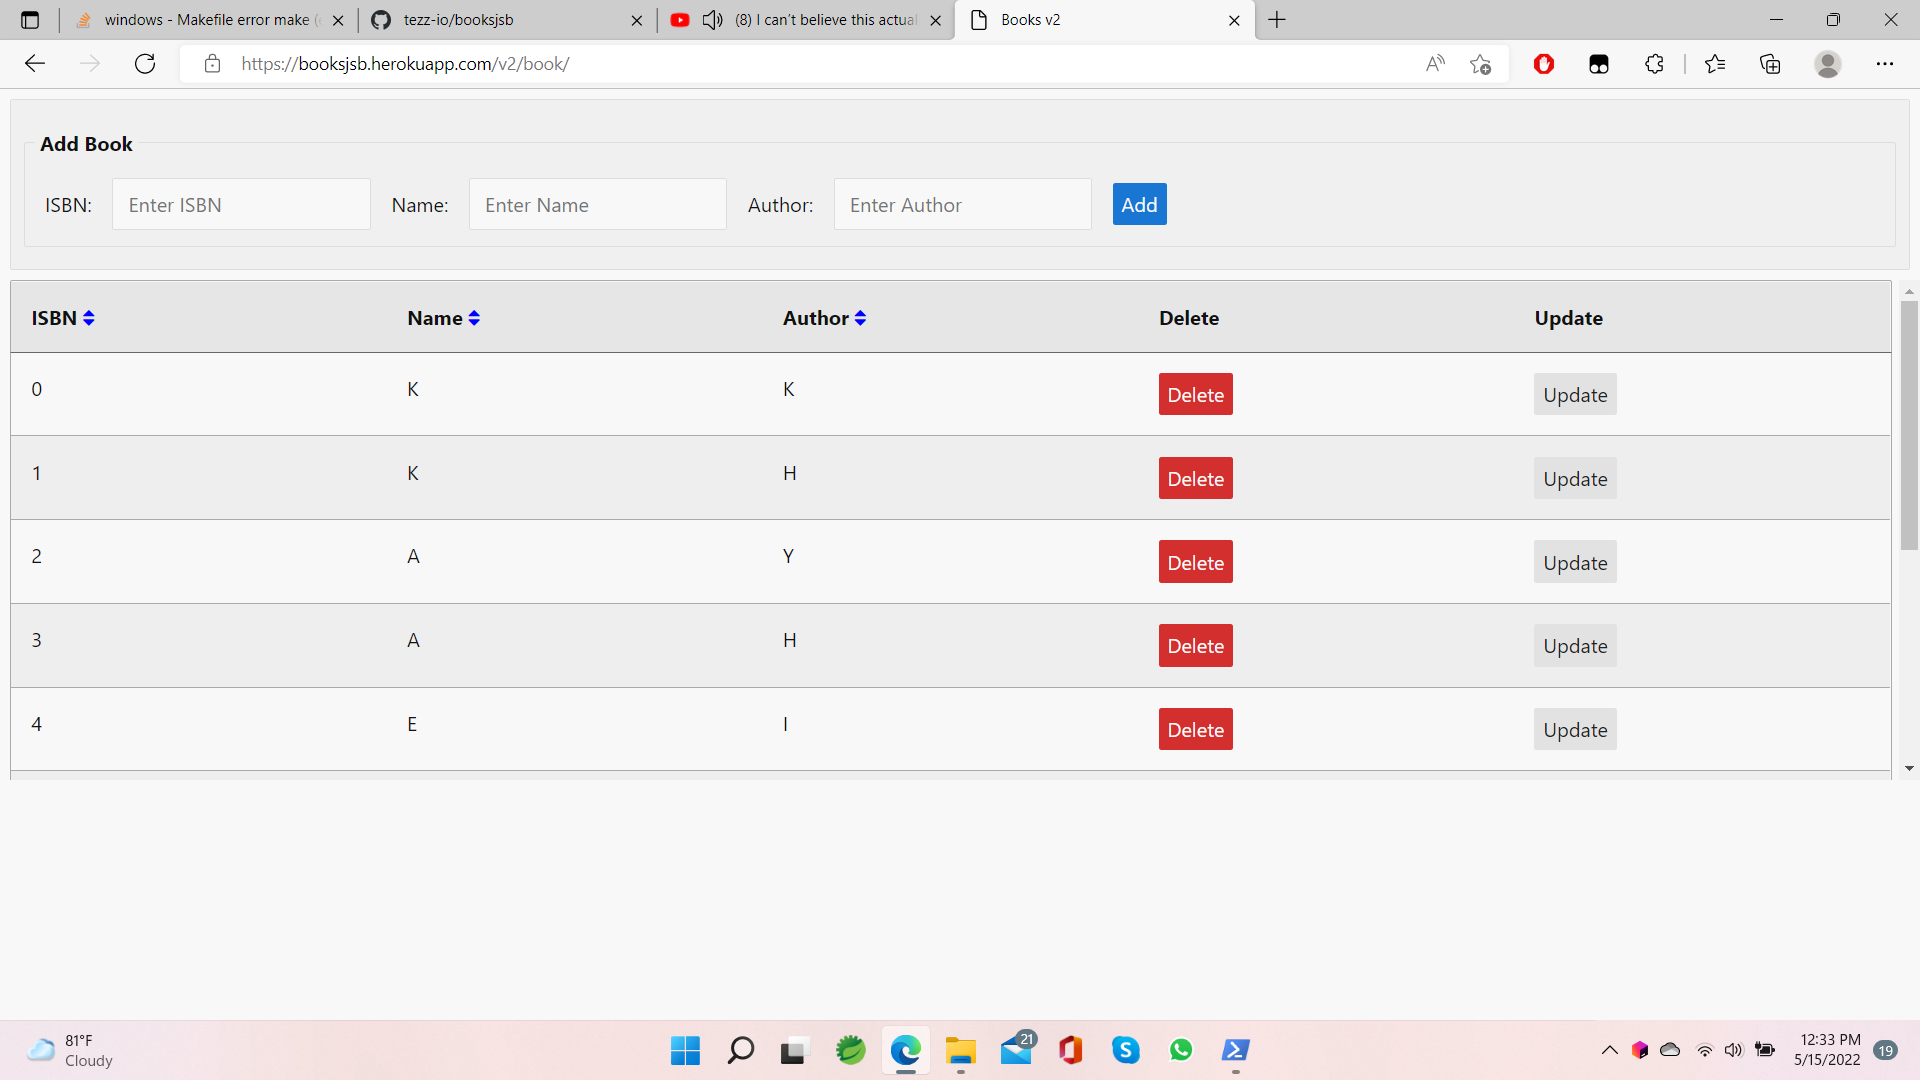 windows - Makefile error make (
tezz-io/booksjsb
(8) I can't believe this actual
Books v2
https://booksjsb.herokuapp.com/v2/book/
Add Book
ISBN: Enter ISBN Name: Enter Name Author: Enter Author Add
ISBN Name Author Delete Update
0 K K Delete Update
1 K H Delete Update
2 A Y Delete Update
3 A H Delete Update
4 E I Delete Update
81°F
Cloudy
21
12:33 PM
5/15/2022
19